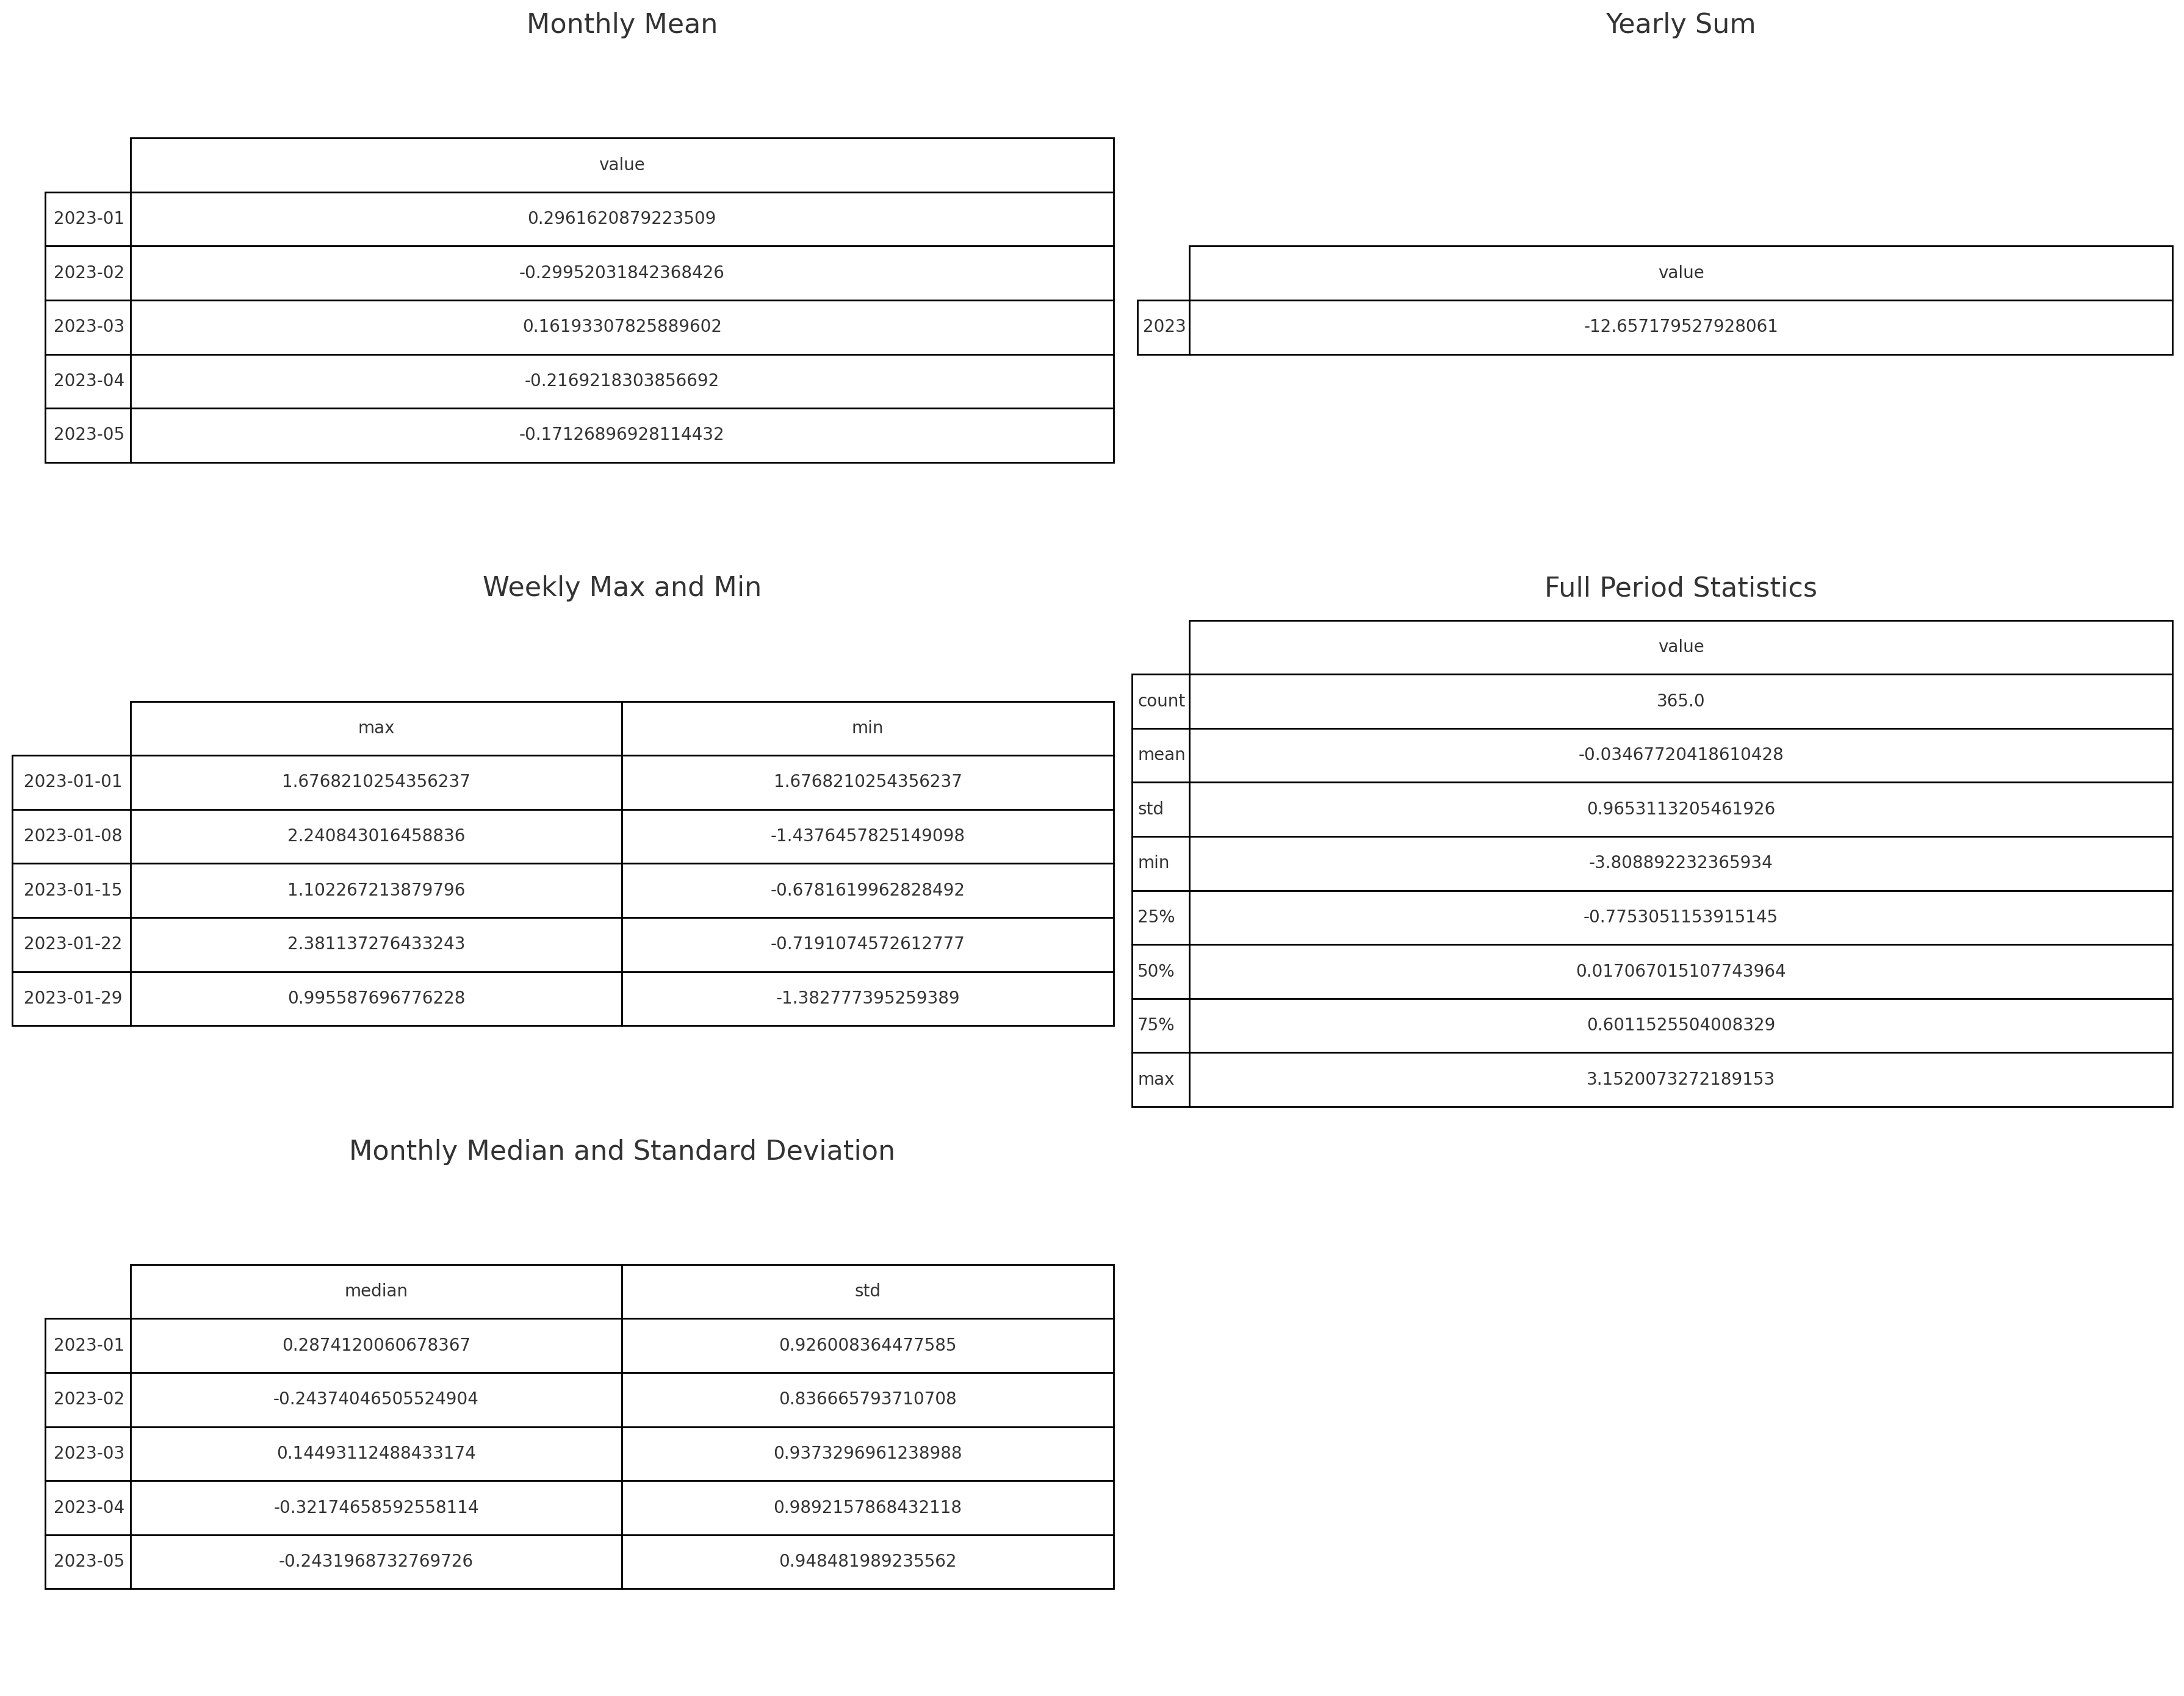 Monthly Mean
value
2023-01 0.2961620879223509
2023-02 -0.29952031842368426
2023-03 0.16193307825889602
2023-04 -0.2169218303856692
2023-05 -0.17126896928114432
Yearly Sum
value
2023 -12.657179527928061
Weekly Max and Min
max min
2023-01-01 1.6768210254356237 1.6768210254356237
2023-01-08 2.240843016458836 -1.4376457825149098
2023-01-15 1.102267213879796 -0.6781619962828492
2023-01-22 2.381137276433243 -0.7191074572612777
2023-01-29 0.995587696776228 -1.382777395259389
Full Period Statistics
value
count 365.0
mean -0.03467720418610428
std 0.9653113205461926
min -3.808892232365934
25% -0.7753051153915145
50% 0.017067015107743964
75% 0.6011525504008329
max 3.1520073272189153
Monthly Median and Standard Deviation
median std
2023-01 0.2874120060678367 0.926008364477585
2023-02 -0.24374046505524904 0.836665793710708
2023-03 0.14493112488433174 0.9373296961238988
2023-04 -0.32174658592558114 0.9892157868432118
2023-05 -0.2431968732769726 0.948481989235562